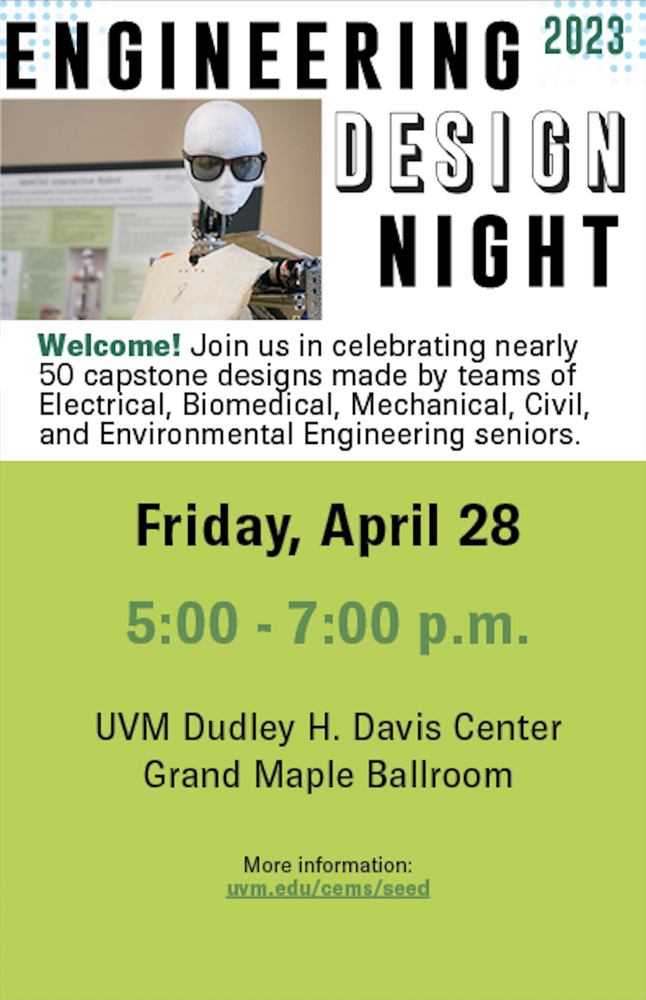 ENGINEERING 2023
DESIGN
NIGHT
Welcome! Join us in celebrating nearly
50 capstone designs made by teams of
Electrical, Biomedical, Mechanical, Civil,
and Environmental Engineering seniors.
Friday, April 28
5:00 - 7:00 p.m.
UVM Dudley H. Davis Center
Grand Maple Ballroom
More information:
uvm.edu/cems/seed